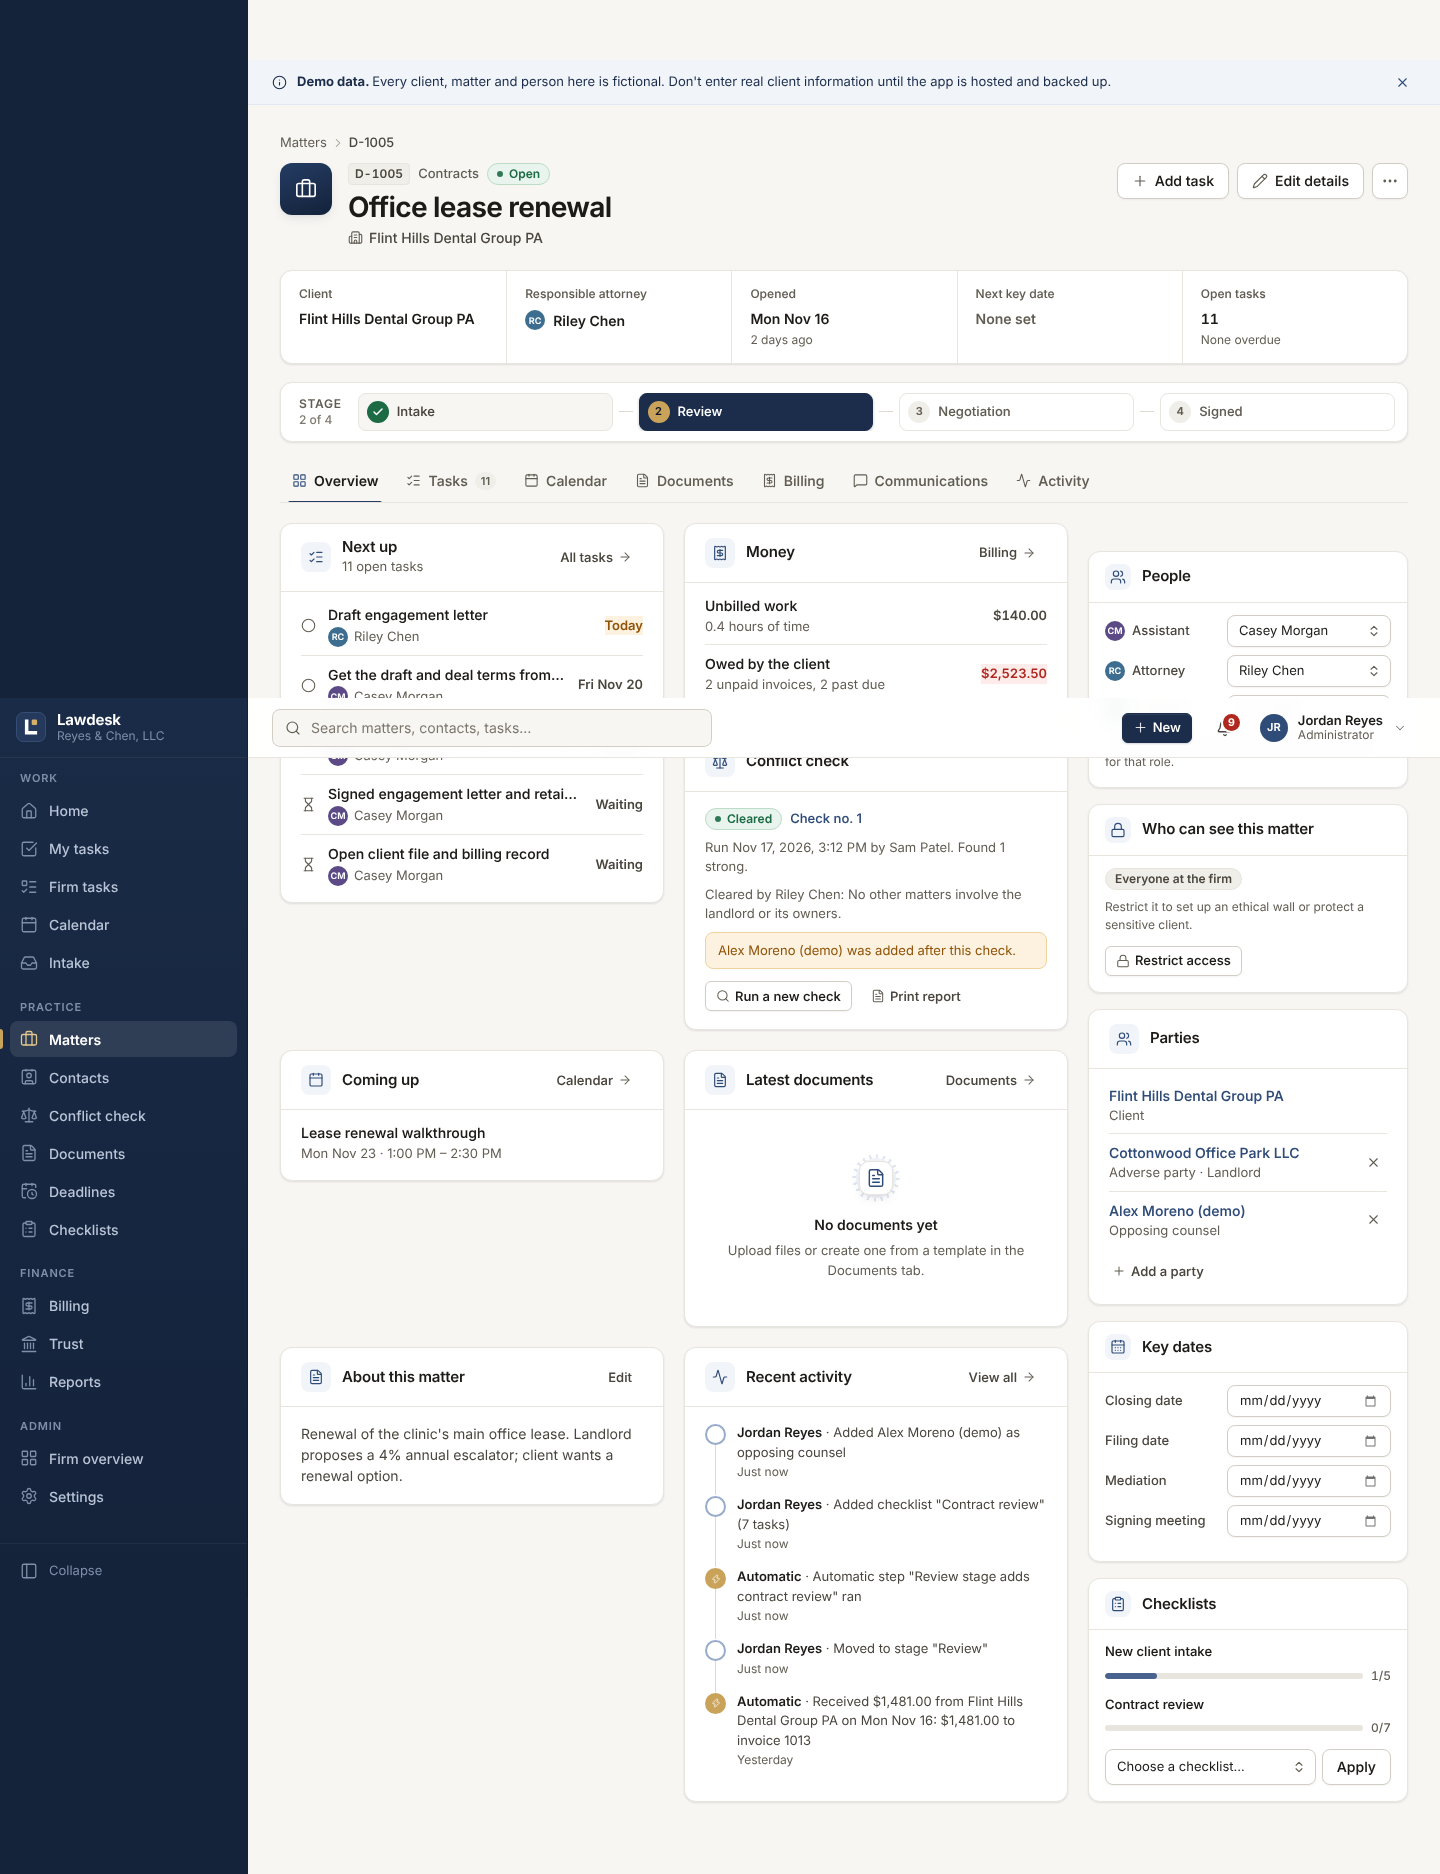 Demo data. Every client, matter and person here is fictional. Don't enter real client information until the app is hosted and backed up.
Matters > D-1005
D-1005 Contracts Open
Office lease renewal
Flint Hills Dental Group PA
Add task
Edit details
Client
Flint Hills Dental Group PA
Responsible attorney
RC Riley Chen
Opened
Mon Nov 16
2 days ago
Next key date
None set
Open tasks
11
None overdue
STAGE
2 of 4
Intake
2 Review
3 Negotiation
4 Signed
Overview
Tasks 11
Calendar
Documents
Billing
Communications
Activity
Next up
11 open tasks
All tasks
Draft engagement letter
RC Riley Chen
Today
Get the draft and deal terms from...
CM Casey Morgan
Fri Nov 20
Casey Morgan
Signed engagement letter and retai...
CM Casey Morgan
Waiting
Open client file and billing record
CM Casey Morgan
Waiting
Money
Billing
Unbilled work
0.4 hours of time
$140.00
Owed by the client
2 unpaid invoices, 2 past due
$2,523.50
People
CM Assistant
Casey Morgan
RC Attorney
Riley Chen
for that role.
Lawdesk
Reyes & Chen, LLC
Search matters, contacts, tasks...
New
9
JR
Jordan Reyes
Administrator
WORK
Home
My tasks
Firm tasks
Calendar
Intake
PRACTICE
Matters
Contacts
Conflict check
Documents
Deadlines
Checklists
FINANCE
Billing
Trust
Reports
ADMIN
Firm overview
Settings
Collapse
Conflict check
Cleared
Check no. 1
Run Nov 17, 2026, 3:12 PM by Sam Patel. Found 1
strong.
Cleared by Riley Chen: No other matters involve the
landlord or its owners.
Alex Moreno (demo) was added after this check.
Run a new check
Print report
Who can see this matter
Everyone at the firm
Restrict it to set up an ethical wall or protect a
sensitive client.
Restrict access
Parties
Flint Hills Dental Group PA
Client
Cottonwood Office Park LLC
Adverse party · Landlord
Alex Moreno (demo)
Opposing counsel
Add a party
Coming up
Calendar
Lease renewal walkthrough
Mon Nov 23 · 1:00 PM – 2:30 PM
Latest documents
Documents
No documents yet
Upload files or create one from a template in the
Documents tab.
About this matter
Edit
Renewal of the clinic's main office lease. Landlord
proposes a 4% annual escalator; client wants a
renewal option.
Recent activity
View all
Jordan Reyes · Added Alex Moreno (demo) as
opposing counsel
Just now
Jordan Reyes · Added checklist "Contract review"
(7 tasks)
Just now
Automatic · Automatic step "Review stage adds
contract review" ran
Just now
Jordan Reyes · Moved to stage "Review"
Just now
Automatic · Received $1,481.00 from Flint Hills
Dental Group PA on Mon Nov 16: $1,481.00 to
invoice 1013
Yesterday
Key dates
Closing date
mm/dd/yyyy
Filing date
mm/dd/yyyy
Mediation
mm/dd/yyyy
Signing meeting
mm/dd/yyyy
Checklists
New client intake
1/5
Contract review
0/7
Choose a checklist...
Apply